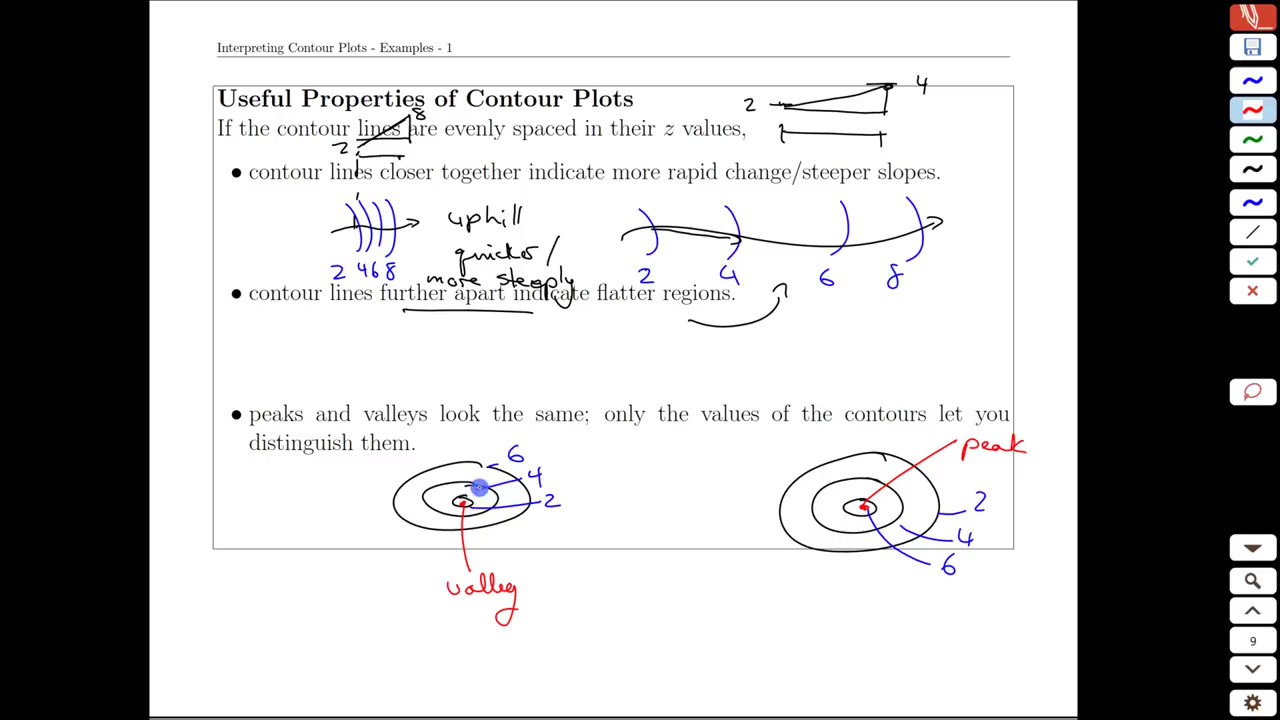 Interpreting Contour Plots - Examples - 1
Useful Properties of Contour Plots
2 4
8
If the contour lines are evenly spaced in their z values,
2
• contour lines closer together indicate more rapid change/steeper slopes.
uphill
quicker /
more steeply
2 4 6 8
2 4 6 8
• contour lines further apart indicate flatter regions.
• peaks and valleys look the same; only the values of the contours let you
distinguish them.
6
4
2
valley
peak
2
4
6
9